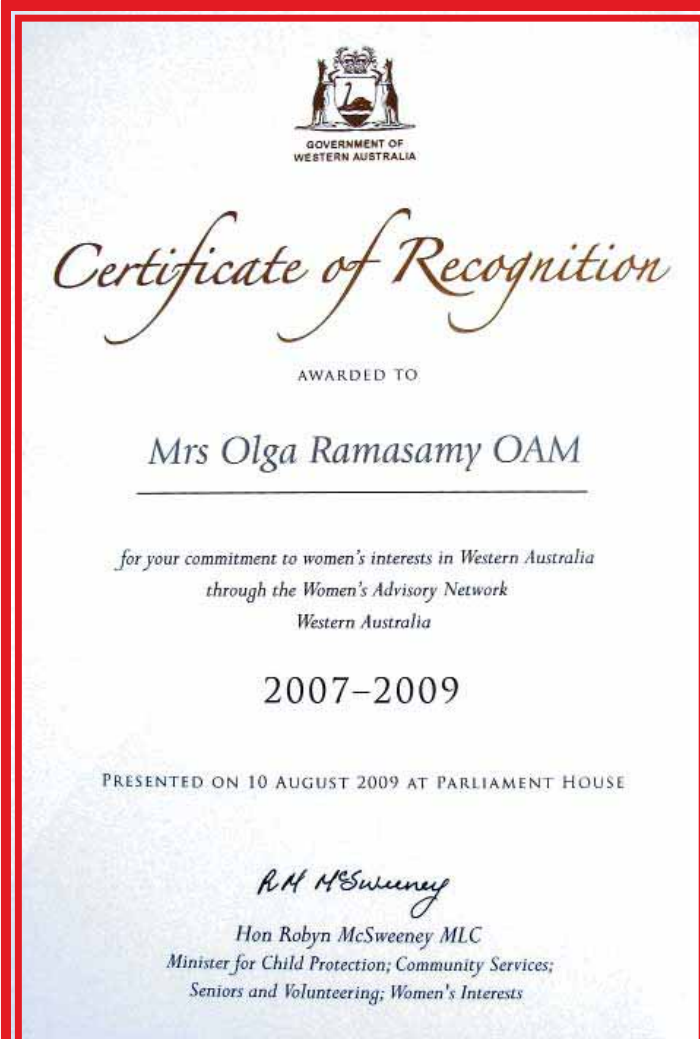 GOVERNMENT OF
WESTERN AUSTRALIA
Certificate of Recognition
AWARDED TO
Mrs Olga Ramasamy OAM
for your commitment to women's interests in Western Australia
through the Women's Advisory Network
Western Australia
2007–2009
PRESENTED ON 10 AUGUST 2009 AT PARLIAMENT HOUSE
RM McSweeney
Hon Robyn McSweeney MLC
Minister for Child Protection; Community Services;
Seniors and Volunteering; Women's Interests